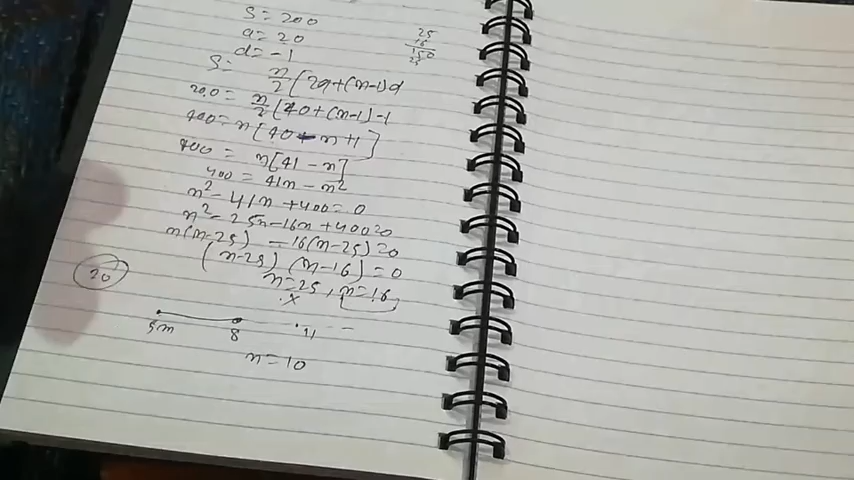 S = 200
a = 20
d = -1
S = n/2 [2a+(n-1)d
200 = n/2 [40+(n-1)-1
400 = n[40-n+1]
400 = n[41-n]
400 = 41n-n²
n²-41n+400=0
n²-25n-16n+400=0
n(n-25) -16(n-25)=0
(n-25) (n-16)=0
n=25, n=16
x
20
5m 8 11
n=10
25
16
150
25